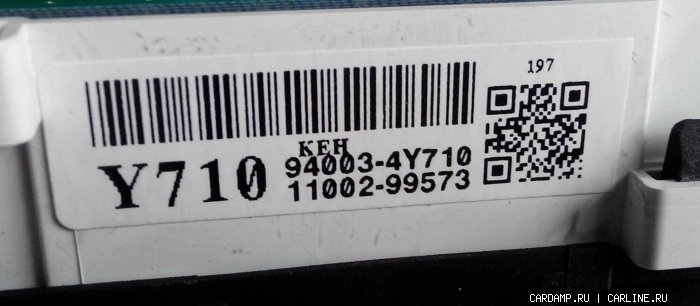 197
KEH
Y710 94003-4Y710
11002-99573
CARDAMP.RU | CARLINE.RU